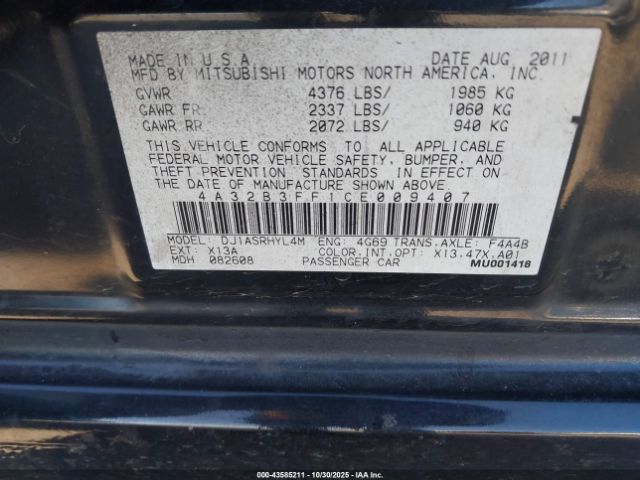 MADE IN U.S.A. DATE AUG 2011
MFD BY MITSUBISHI MOTORS NORTH AMERICA, INC.
GVWR 4376 LBS/ 1985 KG
GAWR FR. 2337 LBS/ 1060 KG
GAWR RR 2072 LBS/ 940 KG
THIS VEHICLE CONFORMS TO ALL APPLICABLE
FEDERAL MOTOR VEHICLE SAFETY, BUMPER, AND
THEFT PREVENTION STANDARDS IN EFFECT ON
THE DATE OF MANUFACTURE SHOWN ABOVE.
4A32B3FF1CE009407
MODEL: DJ1ASRHYL4M ENG: 4G69 TRANS.AXLE: F4A4B
EXT: X13A COLOR.INT.OPT: X13.47X.A01
MDH 082608 PASSENGER CAR MU001418
000-43585211 - 10/30/2025 - IAAI Inc.